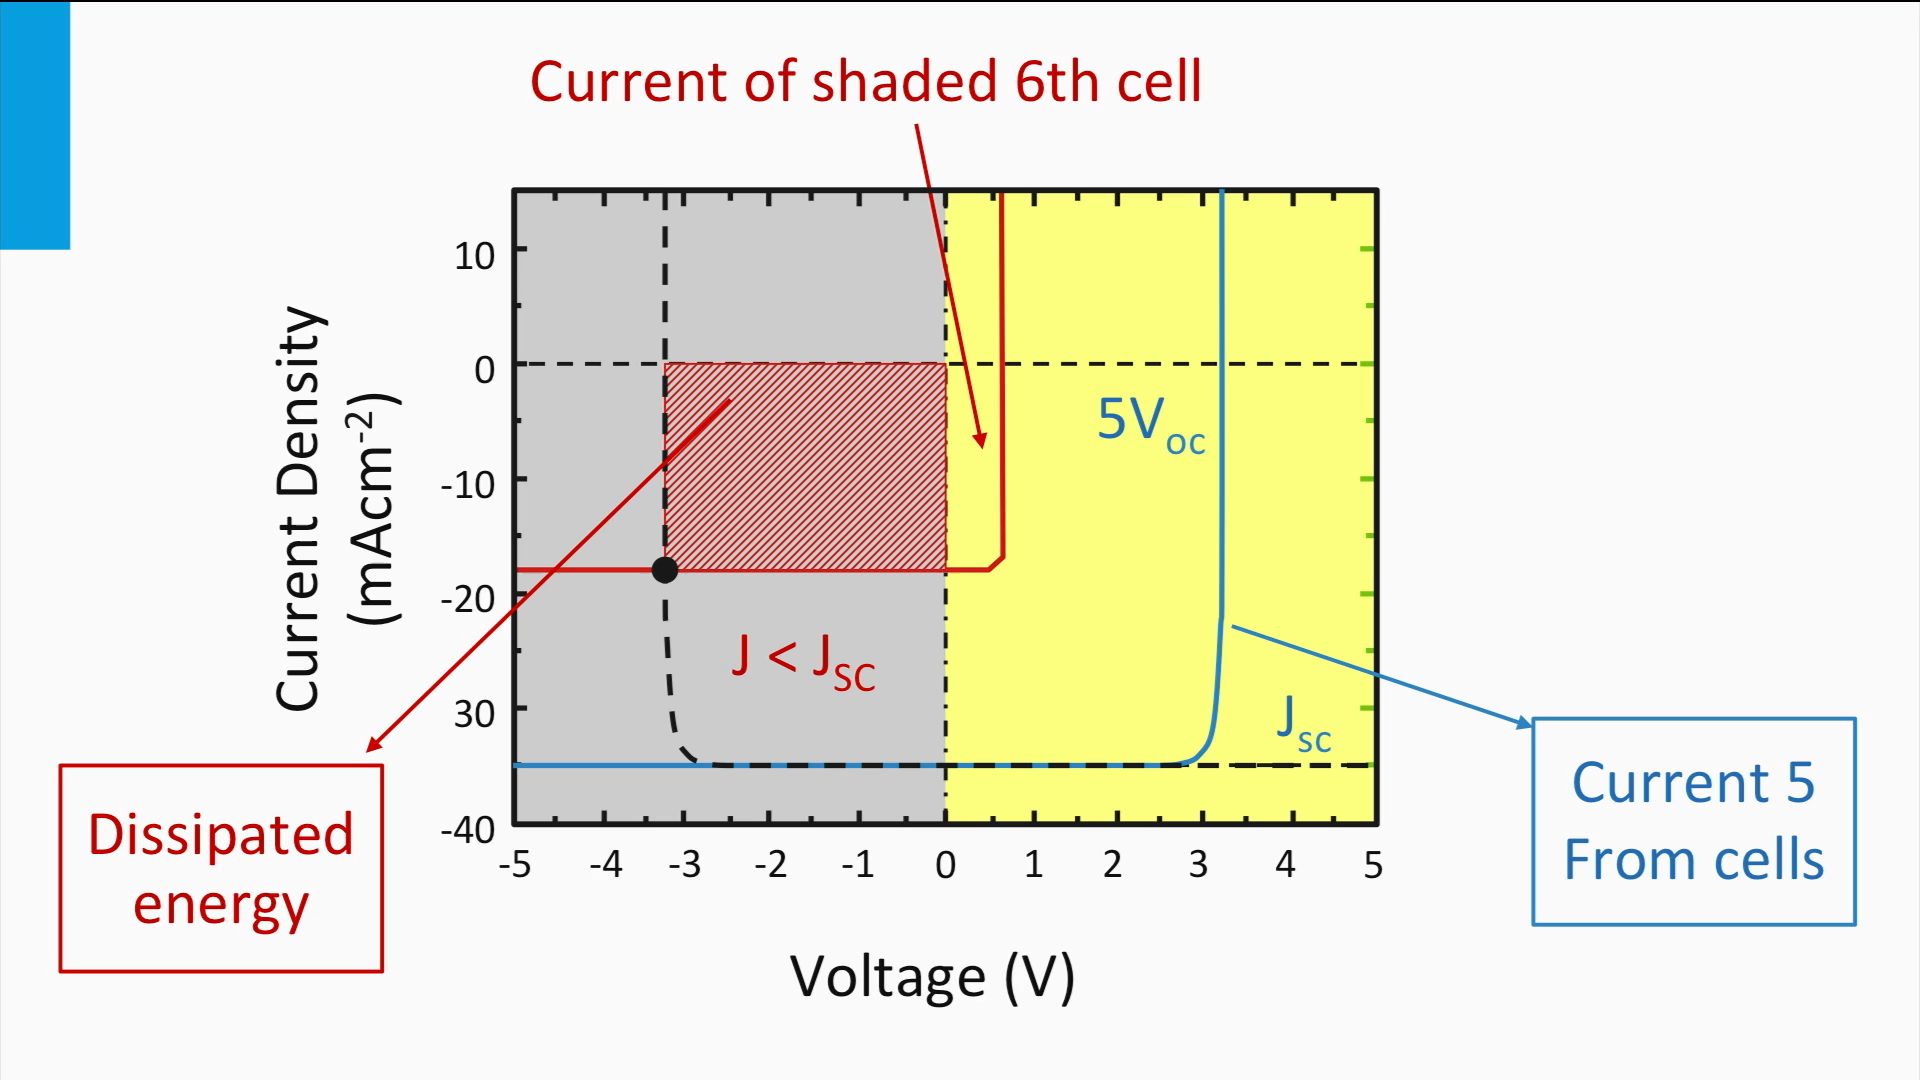 Current of shaded 6th cell
Current Density
(mAcm-2)
10
0
-10
-20
30
-40
5Voc
J < JSC
Jsc
-5 -4 -3 -2 -1 0 1 2 3 4 5
Voltage (V)
Dissipated
energy
Current 5
From cells